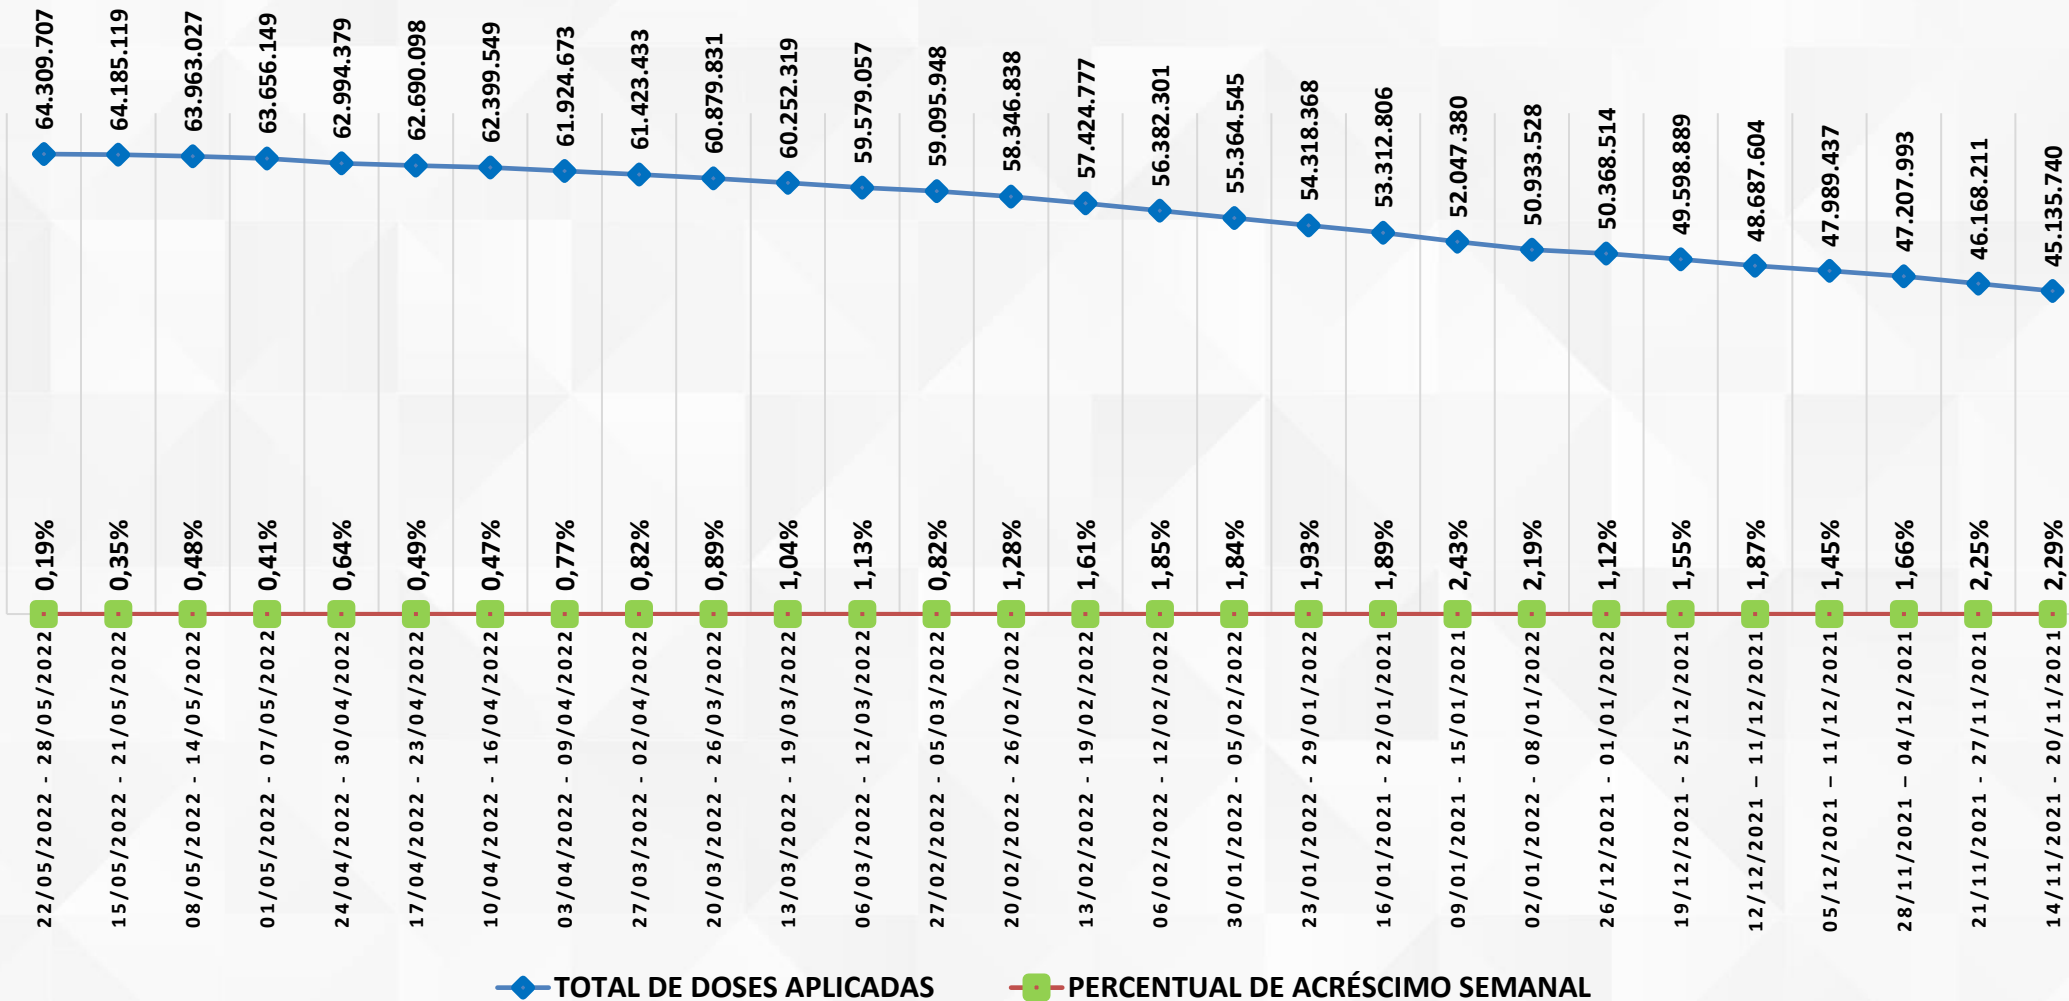 64.309.707
64.185.119
63.963.027
63.656.149
62.994.379
62.690.098
62.399.549
61.924.673
61.423.433
60.879.831
60.252.319
59.579.057
59.095.948
58.346.838
57.424.777
56.382.301
55.364.545
54.318.368
53.312.806
52.047.380
50.933.528
50.368.514
49.598.889
48.687.604
47.989.437
47.207.993
46.168.211
45.135.740
0,19%
0,35%
0,48%
0,41%
0,64%
0,49%
0,47%
0,77%
0,82%
0,89%
1,04%
1,13%
0,82%
1,28%
1,61%
1,85%
1,84%
1,93%
1,89%
2,43%
2,19%
1,12%
1,55%
1,87%
1,45%
1,66%
2,25%
2,29%
22/05/2022 - 28/05/2022
15/05/2022 - 21/05/2022
08/05/2022 - 14/05/2022
01/05/2022 - 07/05/2022
24/04/2022 - 30/04/2022
17/04/2022 - 23/04/2022
10/04/2022 - 16/04/2022
03/04/2022 - 09/04/2022
27/03/2022 - 02/04/2022
20/03/2022 - 26/03/2022
13/03/2022 - 19/03/2022
06/03/2022 - 12/03/2022
27/02/2022 - 05/03/2022
20/02/2022 - 26/02/2022
13/02/2022 - 19/02/2022
06/02/2022 - 12/02/2022
30/01/2022 - 05/02/2022
23/01/2022 - 29/01/2022
16/01/2021 - 22/01/2021
09/01/2021 - 15/01/2021
02/01/2022 - 08/01/2022
26/12/2021 - 01/01/2022
19/12/2021 - 25/12/2021
12/12/2021 – 11/12/2021
05/12/2021 – 11/12/2021
28/11/2021 – 04/12/2021
21/11/2021 - 27/11/2021
14/11/2021 - 20/11/2021
TOTAL DE DOSES APLICADAS
PERCENTUAL DE ACRÉSCIMO SEMANAL